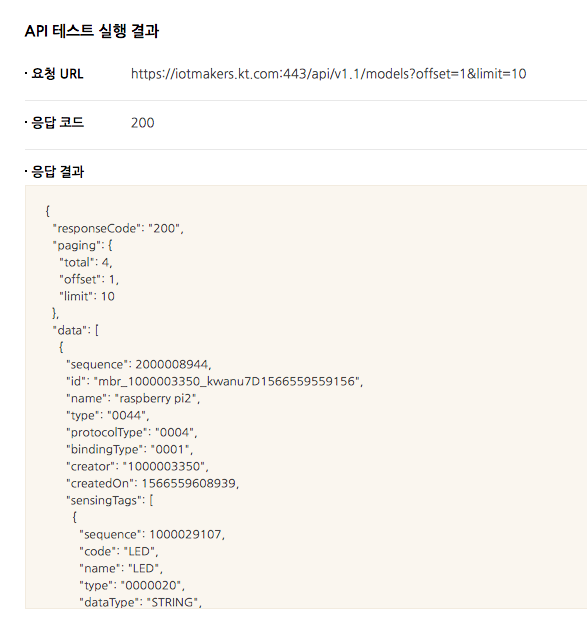 API 테스트 실행 결과
· 요청 URL https://iotmakers.kt.com:443/api/v1.1/models?offset=1&limit=10
· 응답 코드 200
· 응답 결과
{
"responseCode": "200",
"paging": {
"total": 4,
"offset": 1,
"limit": 10
},
"data": [
{
"sequence": 2000008944,
"id": "mbr_1000003350_kwanu7D1566559559156",
"name": "raspberry pi2",
"type": "0044",
"protocolType": "0004",
"bindingType": "0001",
"creator": "1000003350",
"createdOn": 1566559608939,
"sensingTags": [
{
"sequence": 1000029107,
"code": "LED",
"name": "LED",
"type": "0000020",
"dataType": "STRING",